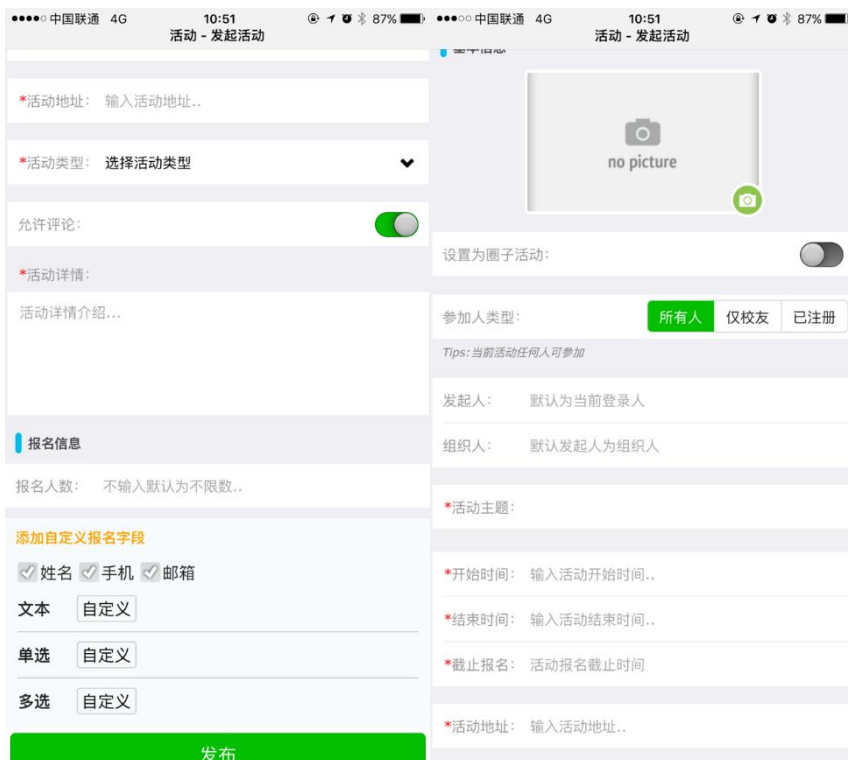 中国联通 4G 10:51 87%
活动 - 发起活动
*活动地址： 输入活动地址..
*活动类型： 选择活动类型
允许评论：
*活动详情：
活动详情介绍...
报名信息
报名人数： 不输入默认为不限数..
添加自定义报名字段
姓名 手机 邮箱
文本 自定义
单选 自定义
多选 自定义
发布
中国联通 4G 10:51 87%
活动 - 发起活动
基本信息
no picture
设置为圈子活动：
参加人类型： 所有人 仅校友 已注册
Tips:当前活动任何人可参加
发起人： 默认为当前登录人
组织人： 默认发起人为组织人
*活动主题：
*开始时间： 输入活动开始时间..
*结束时间： 输入活动结束时间..
*截止报名： 活动报名截止时间
*活动地址： 输入活动地址..